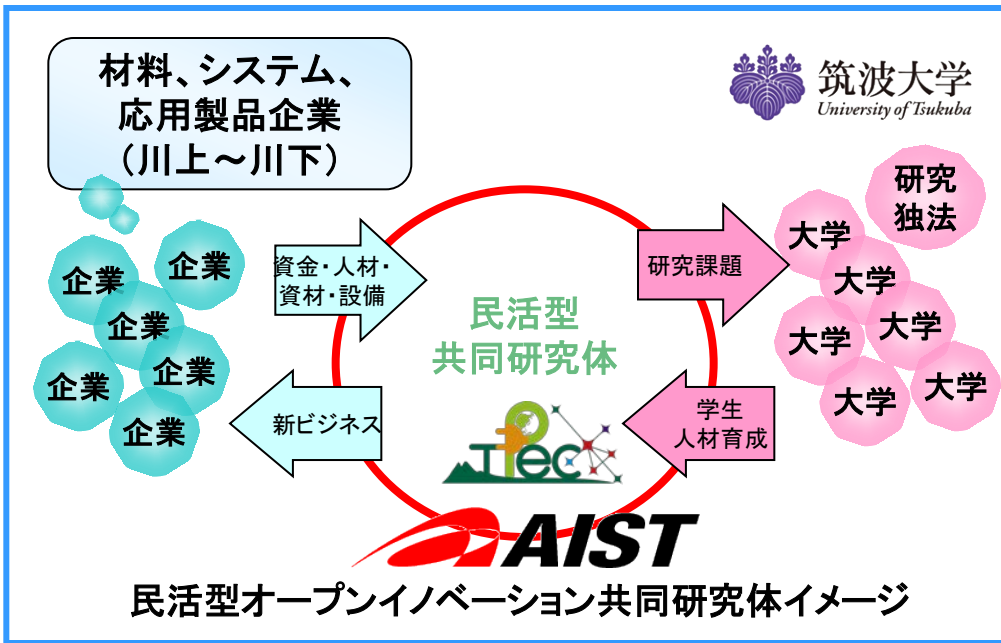 材料、システム、
応用製品企業
（川上～川下）
筑波大学
University of Tsukuba
研究
独法
大学
大学
大学
大学
大学
大学
企業
企業
企業
企業
企業
企業
資金・人材・
資材・設備
研究課題
民活型
共同研究体
新ビジネス
学生
人材育成
TPEC
AIST
民活型オープンイノベーション共同研究体イメージ